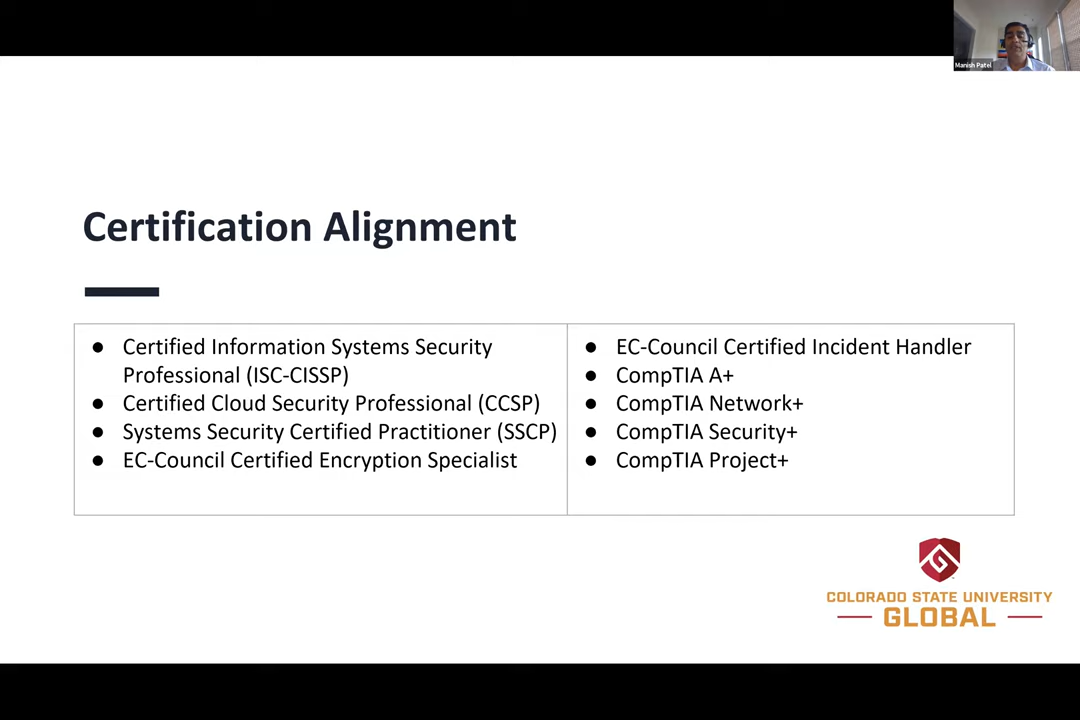 Manish Patel
Certification Alignment
● Certified Information Systems Security
Professional (ISC-CISSP)
● Certified Cloud Security Professional (CCSP)
● Systems Security Certified Practitioner (SSCP)
● EC-Council Certified Encryption Specialist
● EC-Council Certified Incident Handler
● CompTIA A+
● CompTIA Network+
● CompTIA Security+
● CompTIA Project+
COLORADO STATE UNIVERSITY
GLOBAL